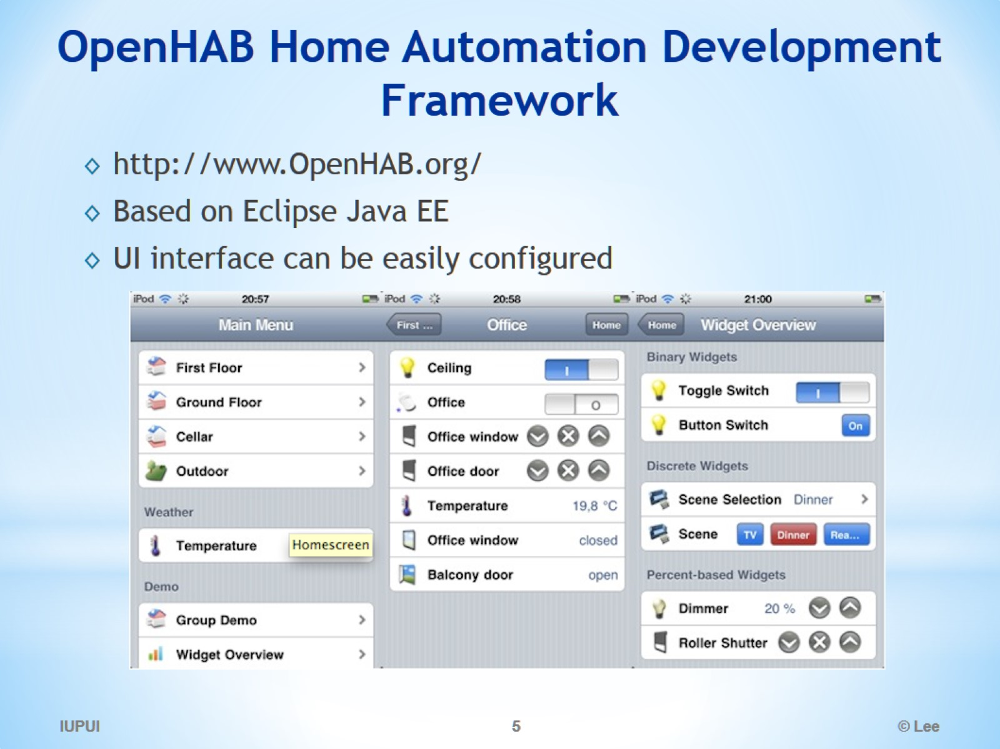 OpenHAB Home Automation Development
Framework
http://www.OpenHAB.org/
Based on Eclipse Java EE
UI interface can be easily configured
iPod 20:57
Main Menu
First Floor
Ground Floor
Cellar
Outdoor
Weather
Temperature Homescreen
Demo
Group Demo
Widget Overview
iPod 20:58
First ... Office Home
Ceiling I
Office O
Office window
Office door
Temperature 19,8 °C
Office window closed
Balcony door open
iPod 21:00
Home Widget Overview
Binary Widgets
Toggle Switch I
Button Switch On
Discrete Widgets
Scene Selection Dinner
Scene TV Dinner Rea...
Percent-based Widgets
Dimmer 20 %
Roller Shutter
IUPUI 5 © Lee